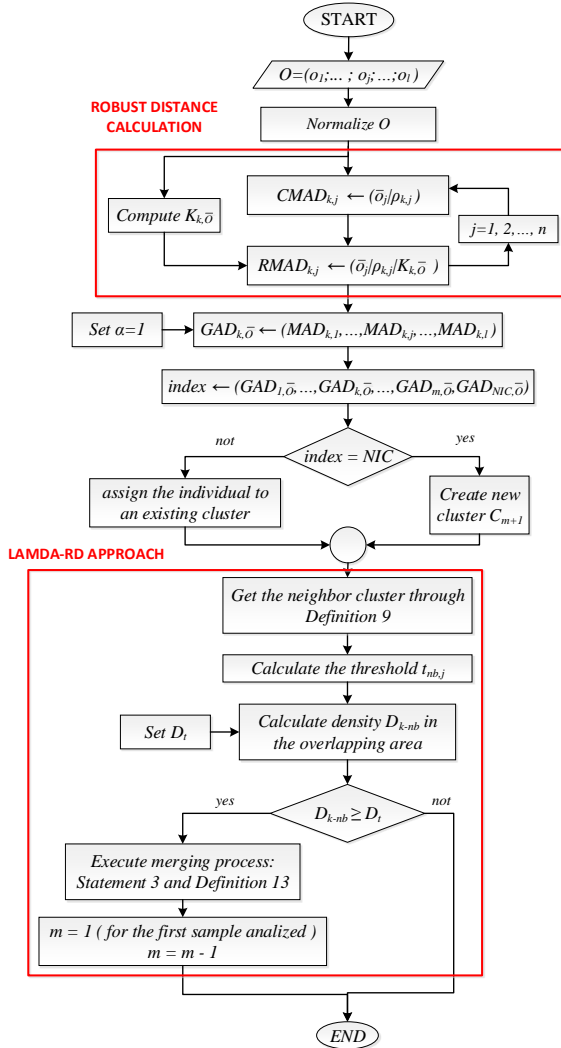 START
O=(o1;... ; oj;...;ol )
ROBUST DISTANCE
CALCULATION
Normalize O
CMADk,j ← (ōj|ρk,j )
Compute Kk,Ō
j=1, 2,..., n
RMADk,j ← (ōj|ρk,j|Kk,Ō )
Set α=1
GADk,Ō ← (MADk,1,...,MADk,j,...,MADk,l)
index ← (GAD1,Ō,...,GADk,Ō,...,GADm,Ō,GADNIC,Ō)
not
yes
index = NIC
assign the individual to
an existing cluster
Create new
cluster Cm+1
LAMDA-RD APPROACH
Get the neighbor cluster through
Definition 9
Calculate the threshold tnb,j
Set Dt
Calculate density Dk-nb in
the overlapping area
yes
not
Dk-nb ≥ Dt
Execute merging process:
Statement 3 and Definition 13
m = 1 ( for the first sample analized )
m = m - 1
END